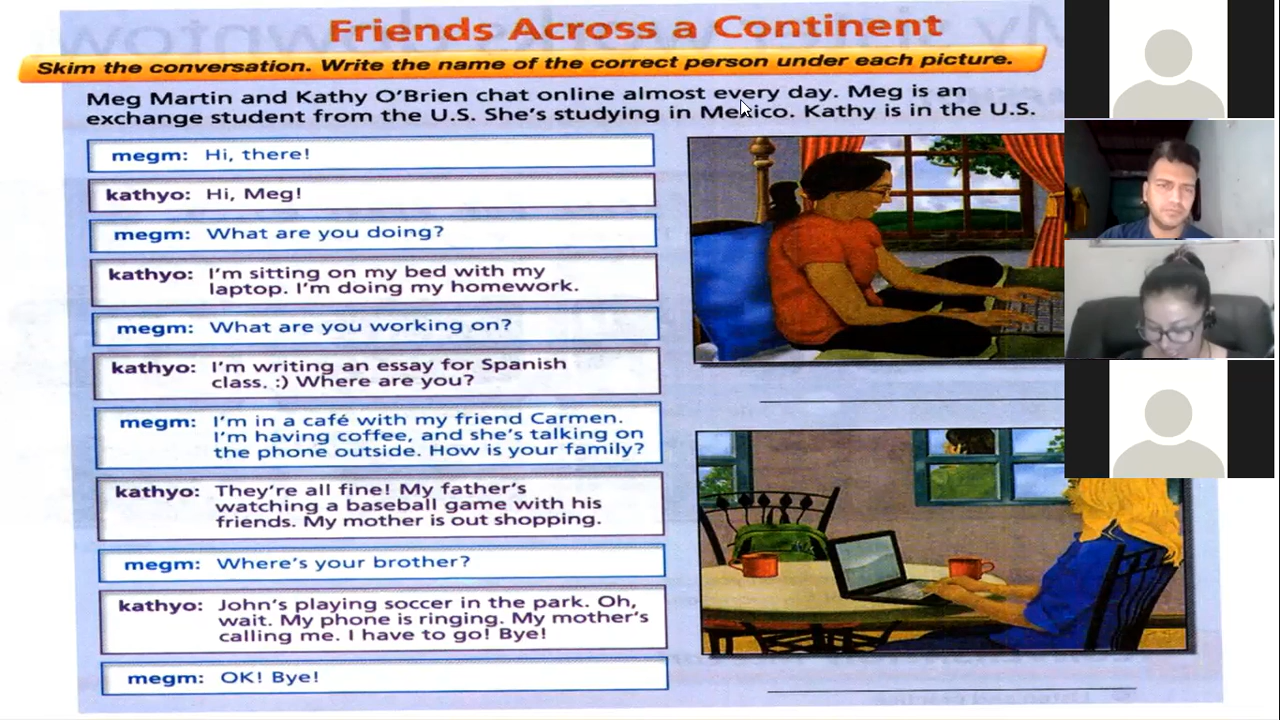 Friends Across a Continent
Skim the conversation. Write the name of the correct person under each picture.
Meg Martin and Kathy O'Brien chat online almost every day. Meg is an
exchange student from the U.S. She's studying in Mexico. Kathy is in the U.S.
megm: Hi, there!
kathyo: Hi, Meg!
megm: What are you doing?
kathyo: I'm sitting on my bed with my
laptop. I'm doing my homework.
megm: What are you working on?
kathyo: I'm writing an essay for Spanish
class. :) Where are you?
megm: I'm in a café with my friend Carmen.
I'm having coffee, and she's talking on
the phone outside. How is your family?
kathyo: They're all fine! My father's
watching a baseball game with his
friends. My mother is out shopping.
megm: Where's your brother?
kathyo: John's playing soccer in the park. Oh,
wait. My phone is ringing. My mother's
calling me. I have to go! Bye!
megm: OK! Bye!